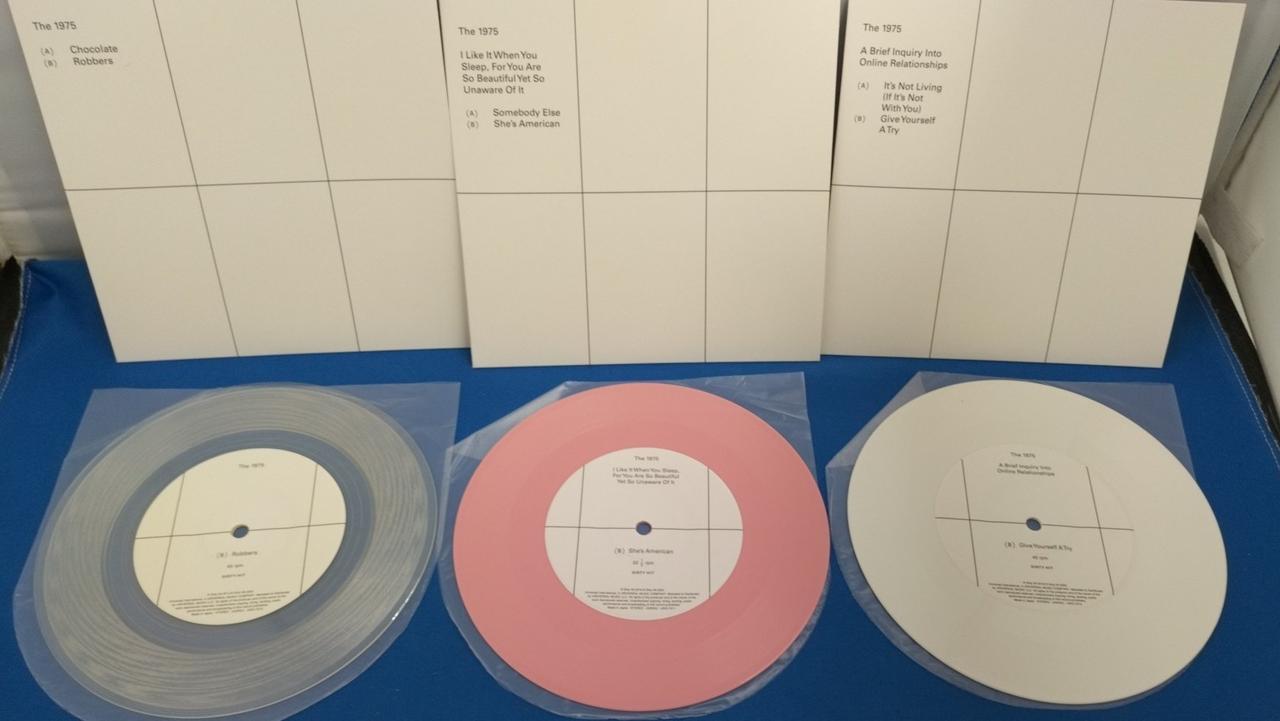 The 1975
(A) Chocolate
(B) Robbers
The 1975
I Like It When You
Sleep, For You Are
So Beautiful Yet So
Unaware Of It
(A) Somebody Else
(B) She's American
The 1975
A Brief Inquiry Into
Online Relationships
(A) It's Not Living
(If It's Not
With You)
(B) Give Yourself
A Try
The 1975
(B) Robbers
45 rpm
The 1975
I Like It When You Sleep,
For You Are So Beautiful
Yet So Unaware Of It
(B) She's American
rpm
The 1975
A Brief Inquiry Into
Online Relationships
(B) Give Yourself A Try
45 rpm